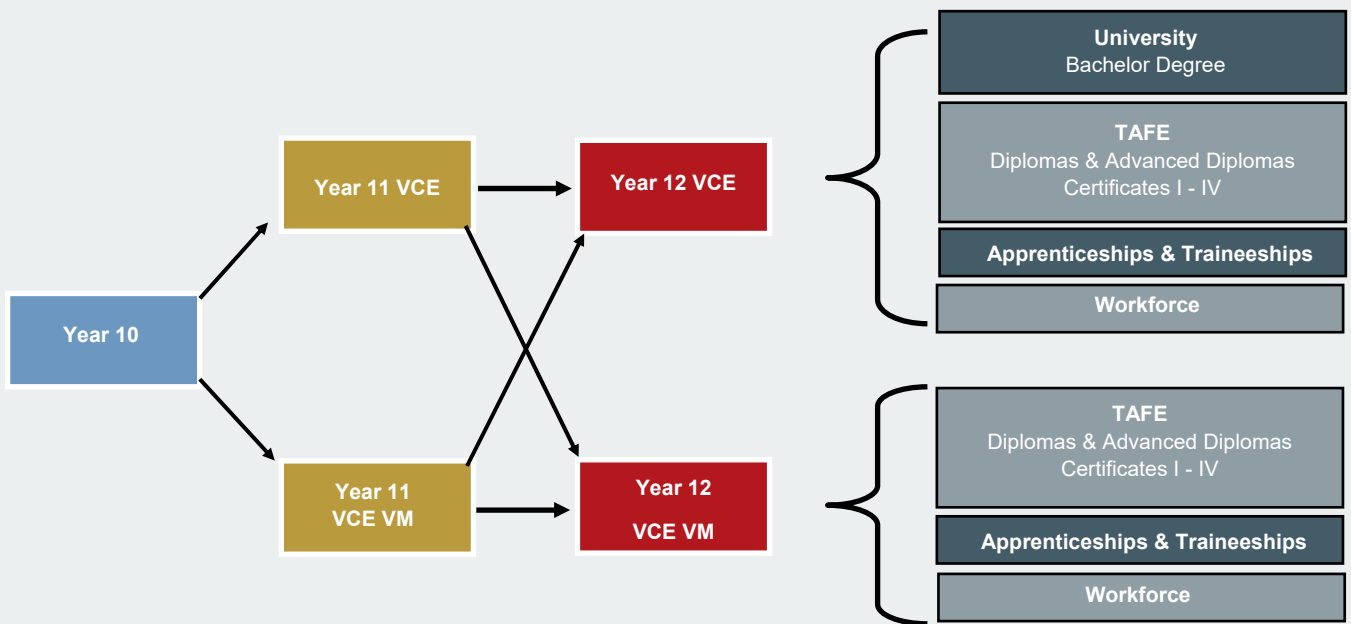 Year 10
Year 11 VCE
Year 11
VCE VM
Year 12 VCE
Year 12
VCE VM
University
Bachelor Degree
TAFE
Diplomas & Advanced Diplomas
Certificates I - IV
Apprenticeships & Traineeships
Workforce
TAFE
Diplomas & Advanced Diplomas
Certificates I - IV
Apprenticeships & Traineeships
Workforce